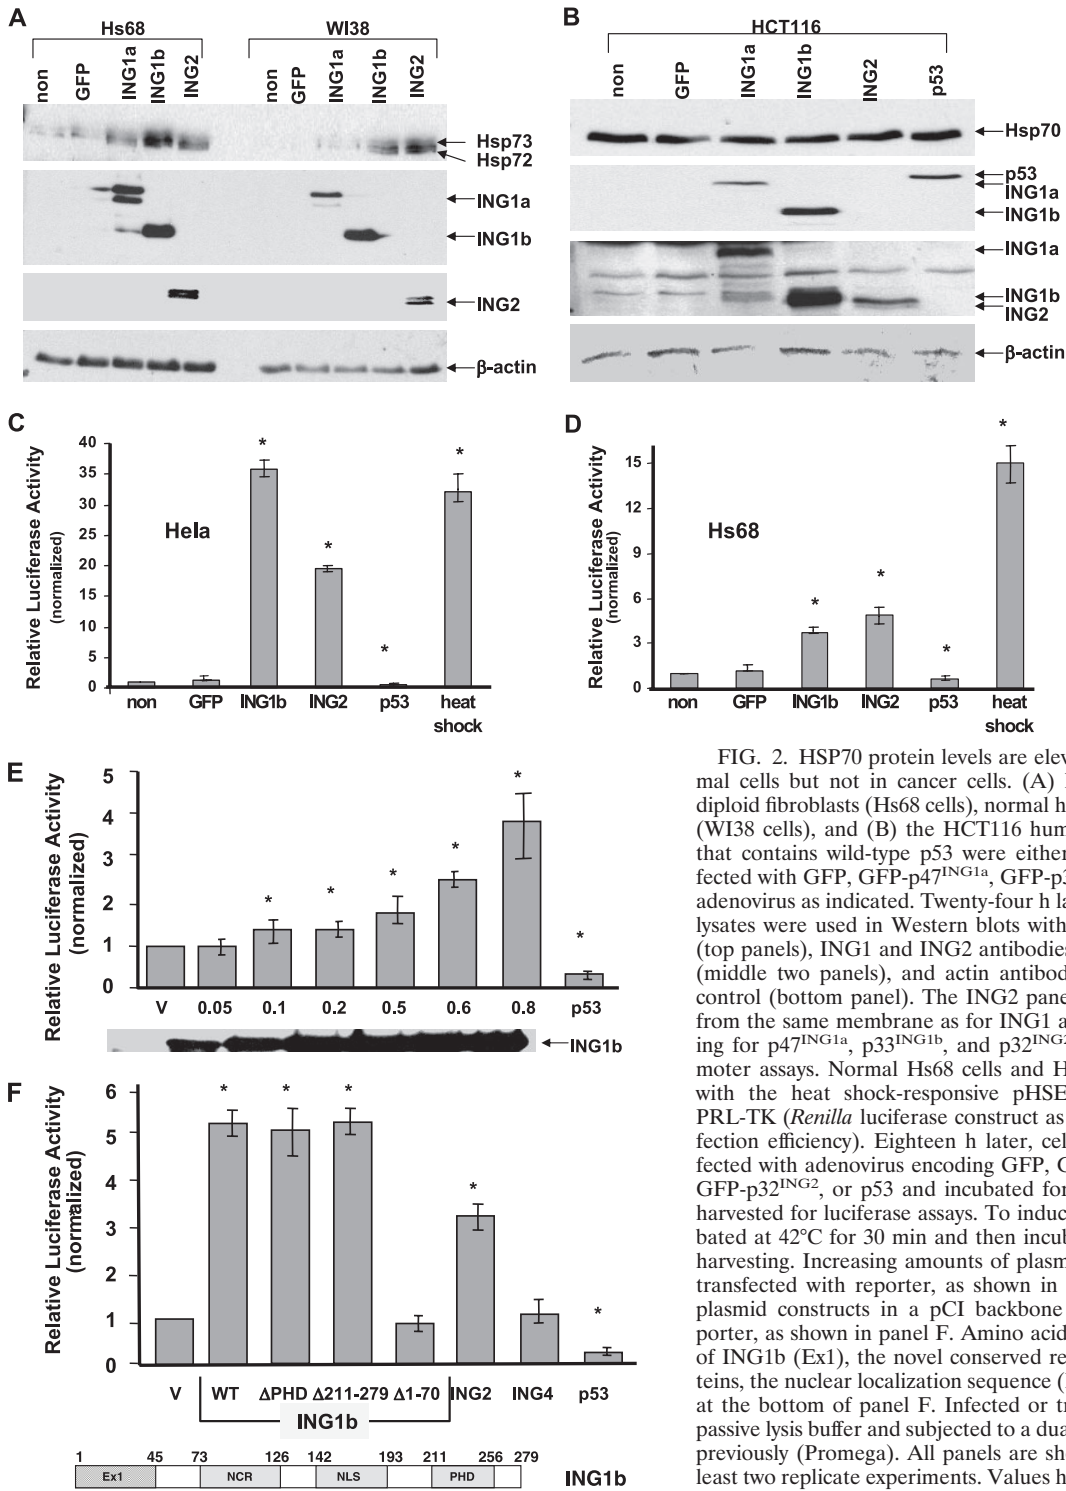 A
Hs68
WI38
non
GFP
ING1a
ING1b
ING2
non
GFP
ING1a
ING1b
ING2
Hsp73
Hsp72
ING1a
ING1b
ING2
β-actin
B
HCT116
non
GFP
ING1a
ING1b
ING2
p53
Hsp70
p53
ING1a
ING1b
ING1a
ING1b
ING2
β-actin
C
Relative Luciferase Activity
(normalized)
40
35
30
25
20
15
10
5
0
Hela
*
*
*
*
non GFP ING1b ING2 p53 heat shock
D
Relative Luciferase Activity
(normalized)
15
12
9
6
3
0
Hs68
*
*
*
*
non GFP ING1b ING2 p53 heat shock
E
Relative Luciferase Activity
(normalized)
5
4
3
2
1
0
*
*
*
*
*
*
V 0.05 0.1 0.2 0.5 0.6 0.8 p53
ING1b
F
Relative Luciferase Activity
(normalized)
6
5
4
3
2
1
0
* * *
*
*
V WT ΔPHD Δ211-279 Δ1-70 ING2 ING4 p53
ING1b
1 45 73 126 142 193 211 256 279
Ex1 NCR NLS PHD
ING1b
FIG. 2. HSP70 protein levels are elev
mal cells but not in cancer cells. (A)
diploid fibroblasts (Hs68 cells), normal h
(WI38 cells), and (B) the HCT116 hum
that contains wild-type p53 were either
fected with GFP, GFP-p47ING1a, GFP-p3
adenovirus as indicated. Twenty-four h la
lysates were used in Western blots with
(top panels), ING1 and ING2 antibodies
(middle two panels), and actin antibod
control (bottom panel). The ING2 pane
from the same membrane as for ING1 a
ing for p47ING1a, p33ING1b, and p32ING2
moter assays. Normal Hs68 cells and H
with the heat shock-responsive pHSE
PRL-TK (Renilla luciferase construct as
fection efficiency). Eighteen h later, cel
fected with adenovirus encoding GFP, G
GFP-p32ING2, or p53 and incubated for
harvested for luciferase assays. To induc
bated at 42°C for 30 min and then incub
harvesting. Increasing amounts of plasm
transfected with reporter, as shown in
plasmid constructs in a pCI backbone
porter, as shown in panel F. Amino acid
of ING1b (Ex1), the novel conserved re
teins, the nuclear localization sequence (
at the bottom of panel F. Infected or tr
passive lysis buffer and subjected to a dua
previously (Promega). All panels are sho
least two replicate experiments. Values h